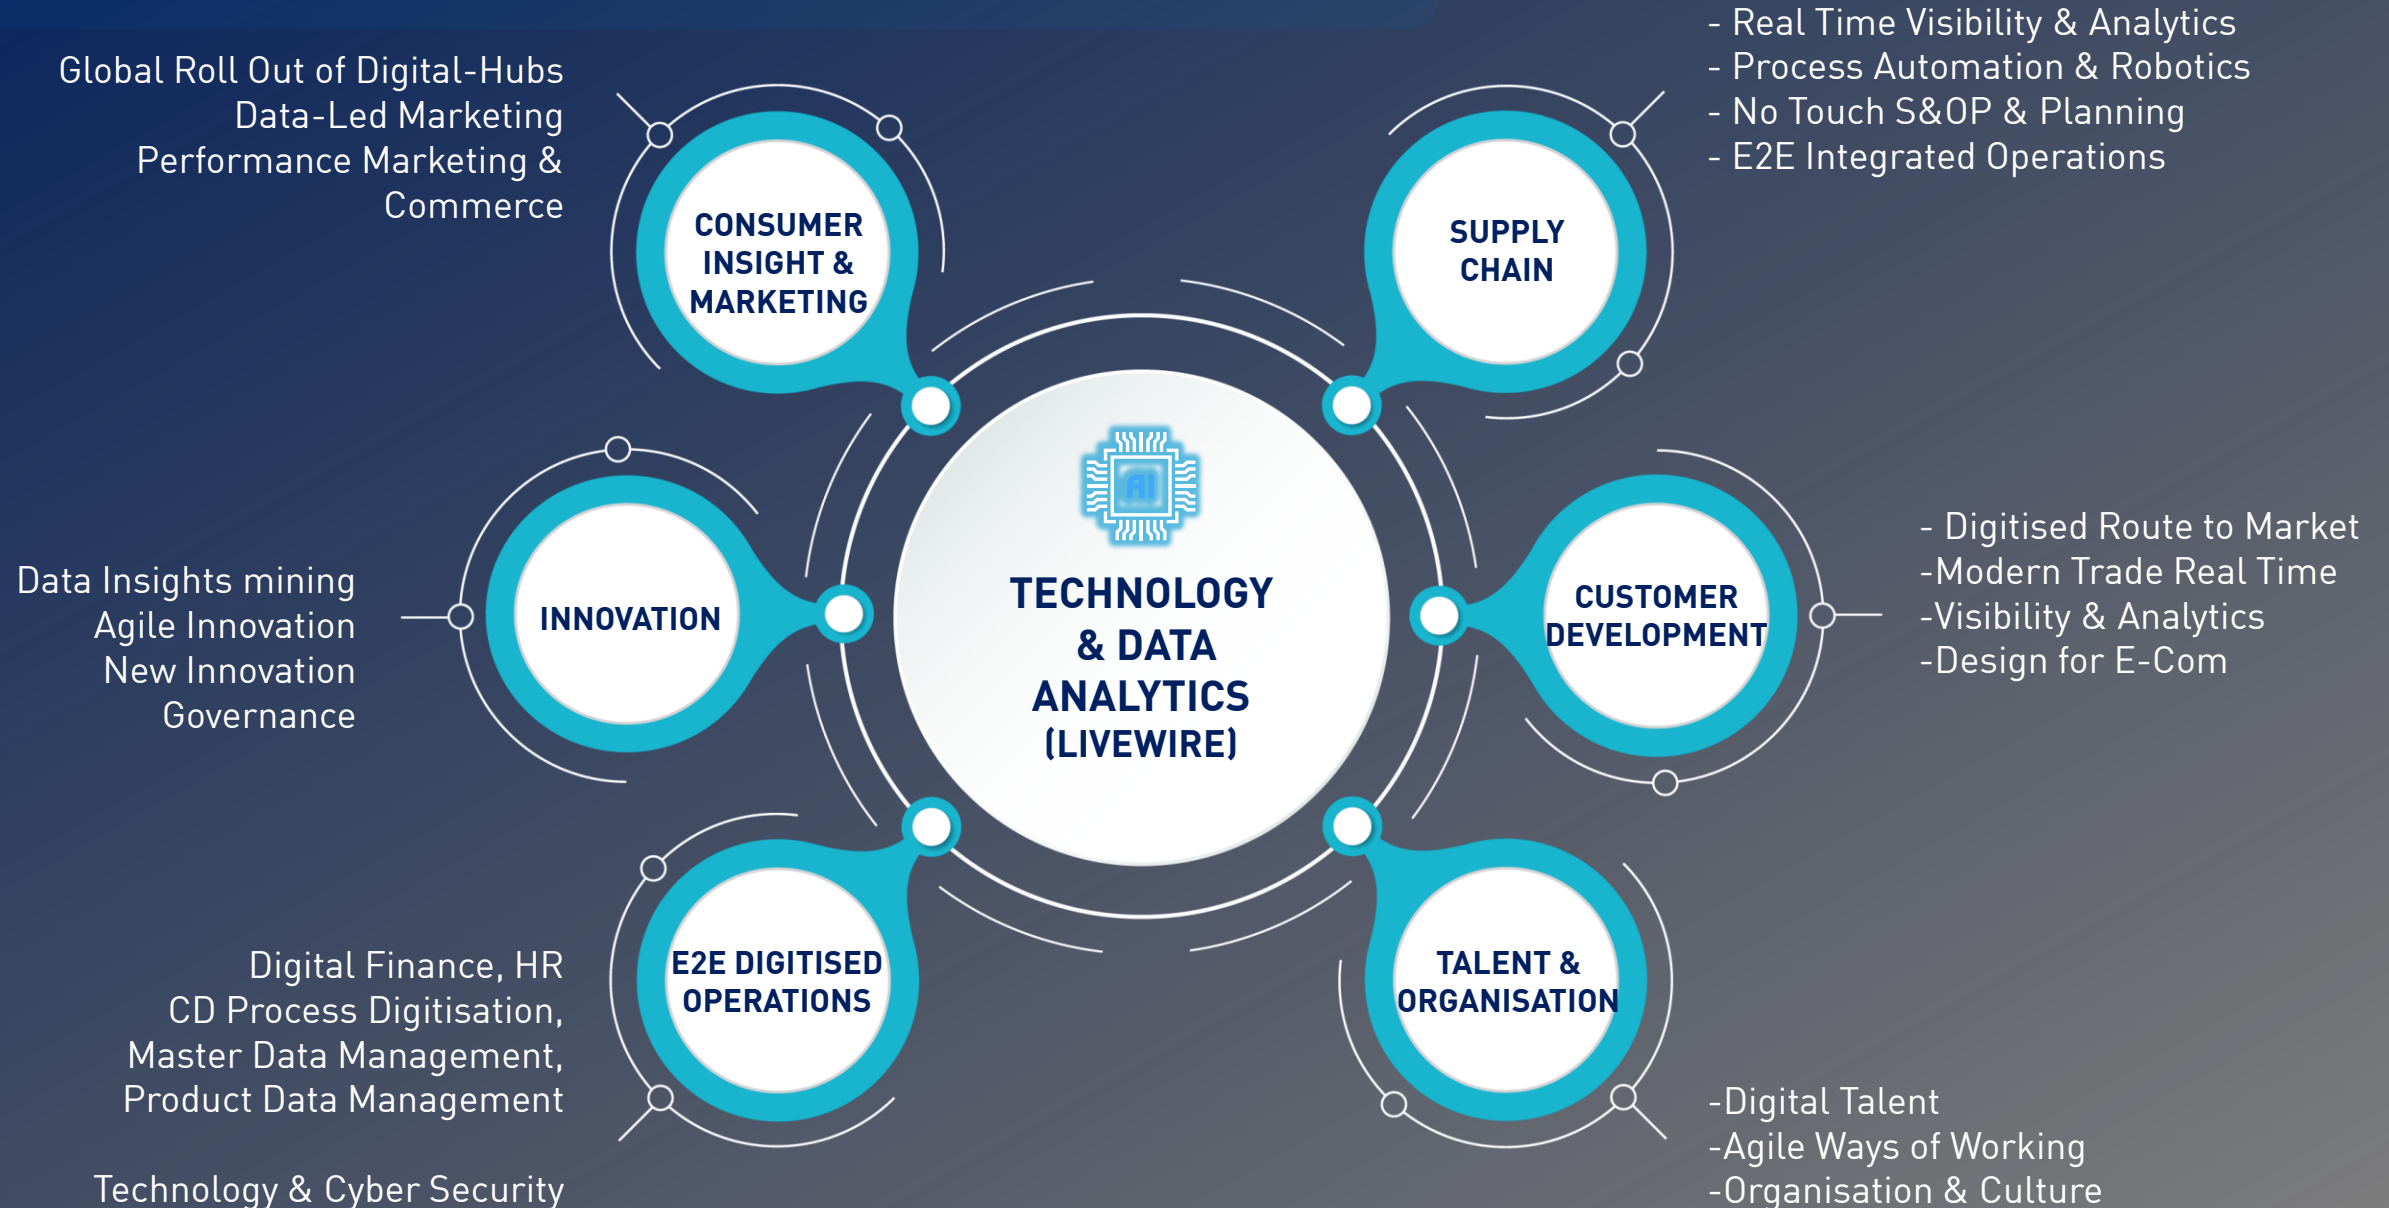 Global Roll Out of Digital-Hubs
Data-Led Marketing
Performance Marketing &
Commerce
CONSUMER
INSIGHT &
MARKETING
- Real Time Visibility & Analytics
- Process Automation & Robotics
- No Touch S&OP & Planning
- E2E Integrated Operations
SUPPLY
CHAIN
Data Insights mining
Agile Innovation
New Innovation
Governance
INNOVATION
AI
TECHNOLOGY
& DATA
ANALYTICS
(LIVEWIRE)
CUSTOMER
DEVELOPMENT
- Digitised Route to Market
-Modern Trade Real Time
-Visibility & Analytics
-Design for E-Com
Digital Finance, HR
CD Process Digitisation,
Master Data Management,
Product Data Management
Technology & Cyber Security
E2E DIGITISED
OPERATIONS
TALENT &
ORGANISATION
-Digital Talent
-Agile Ways of Working
-Organisation & Culture